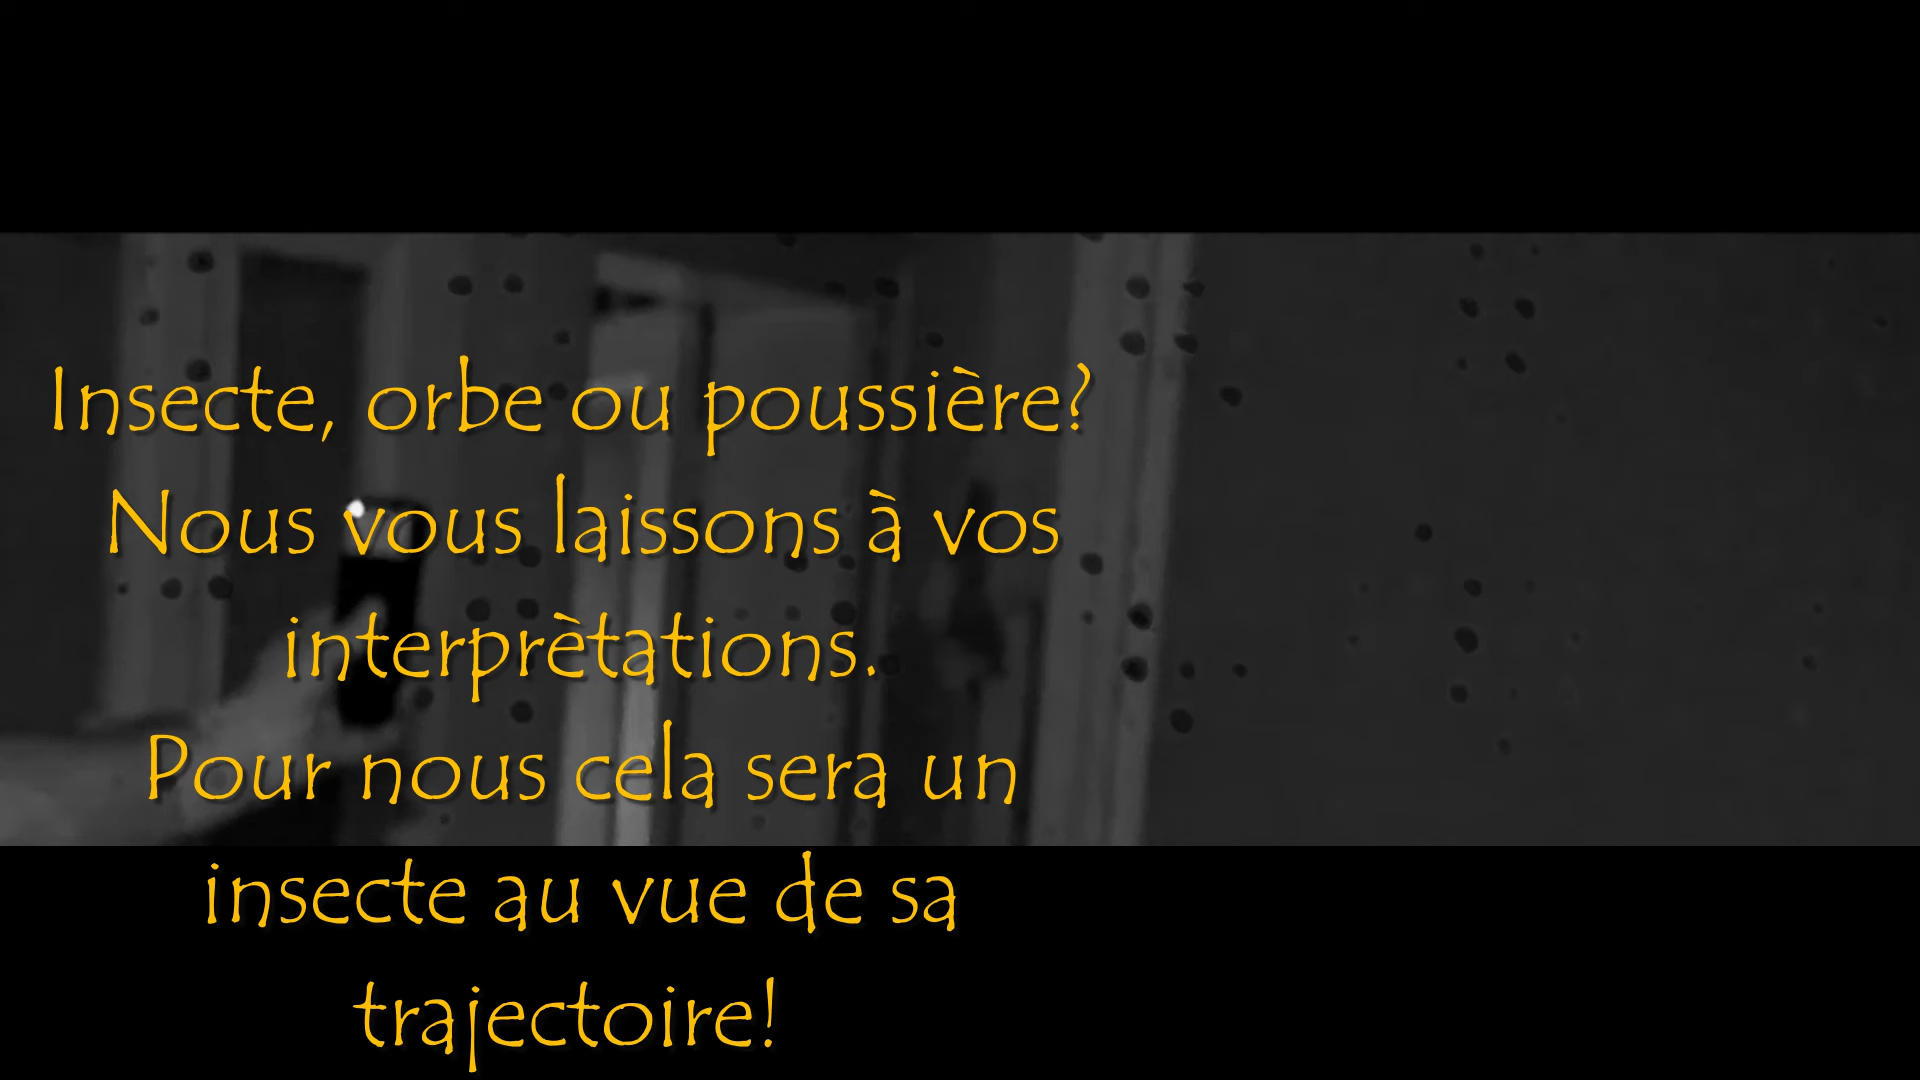 Insecte, orbe ou poussière?
Nous vous laissons à vos
interprètations.
Pour nous cela sera un
insecte au vue de sa
trajectoire!